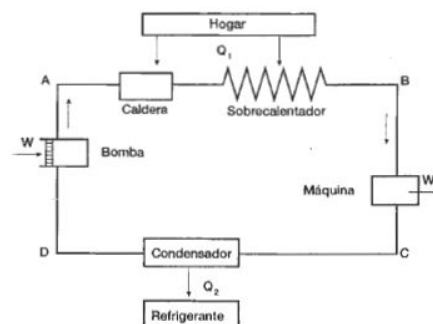 Hogar
Q1
A
B
Caldera
Sobrecalentador
W
Bomba
Máquina
W
D
Condensador
C
Q2
Refrigerante